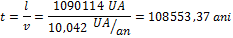 t = l/v = 1090114 UA / 10,042 UA/an = 108553,37 ani